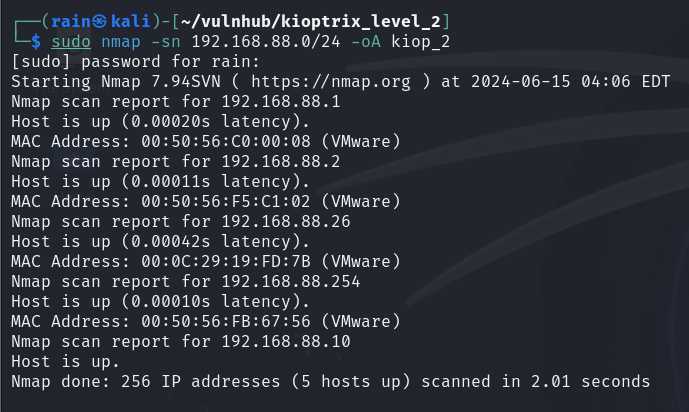 ┌──(rain㉿kali)-[~/vulnhub/kioptrix_level_2]
└─$ sudo nmap -sn 192.168.88.0/24 -oA kiop_2
[sudo] password for rain:
Starting Nmap 7.94SVN ( https://nmap.org ) at 2024-06-15 04:06 EDT
Nmap scan report for 192.168.88.1
Host is up (0.00020s latency).
MAC Address: 00:50:56:C0:00:08 (VMware)
Nmap scan report for 192.168.88.2
Host is up (0.00011s latency).
MAC Address: 00:50:56:F5:C1:02 (VMware)
Nmap scan report for 192.168.88.26
Host is up (0.00042s latency).
MAC Address: 00:0C:29:19:FD:7B (VMware)
Nmap scan report for 192.168.88.254
Host is up (0.00010s latency).
MAC Address: 00:50:56:FB:67:56 (VMware)
Nmap scan report for 192.168.88.10
Host is up.
Nmap done: 256 IP addresses (5 hosts up) scanned in 2.01 seconds